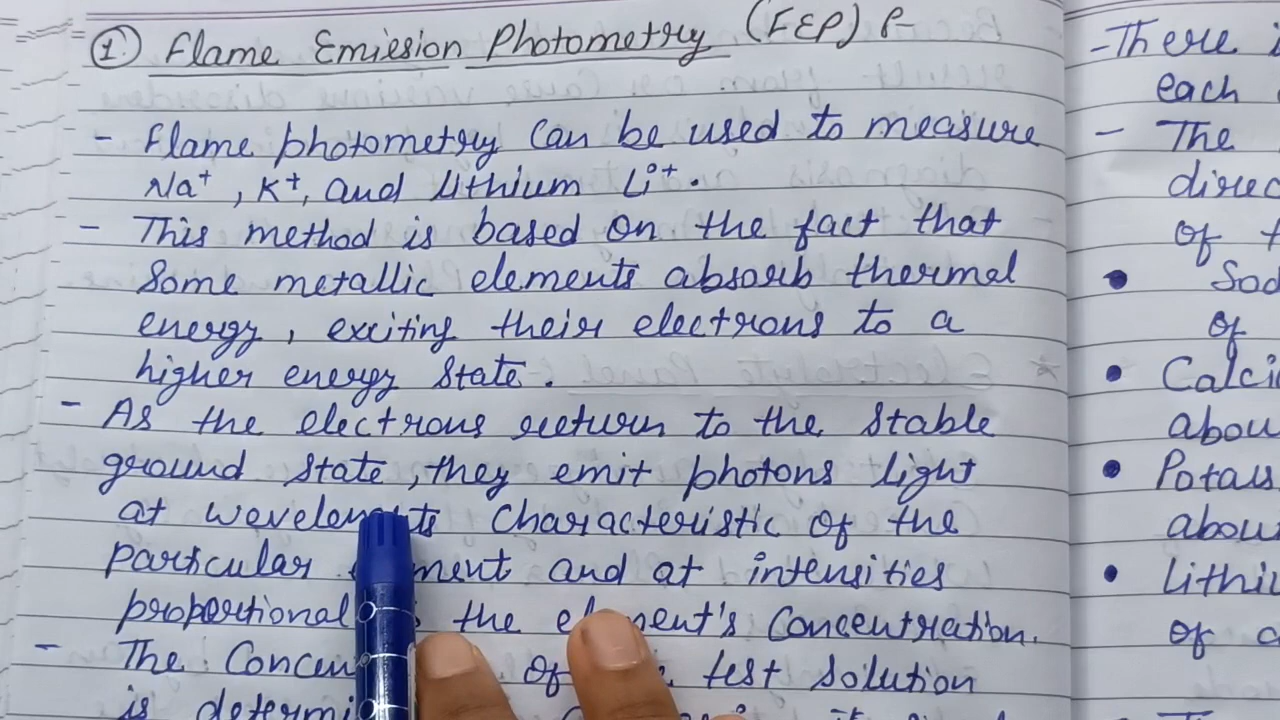 ① Flame Emission Photometry (FEP) :-
- Flame photometry Can be used to measure
Na⁺, K⁺, and Lithium Li⁺.
- This method is based on the fact that
Some metallic elements absorb thermal
energy, exciting their electrons to a
higher energy State.
- As the electrons return to the Stable
ground state, they emit photons light
at Characteristic of the
particular and at intensities
proportional the Concentration.
- The of test Solution
is
- There
each
- The
of
• Sod
of
• Calci
abou
• Potas
abou
• Lithi
of